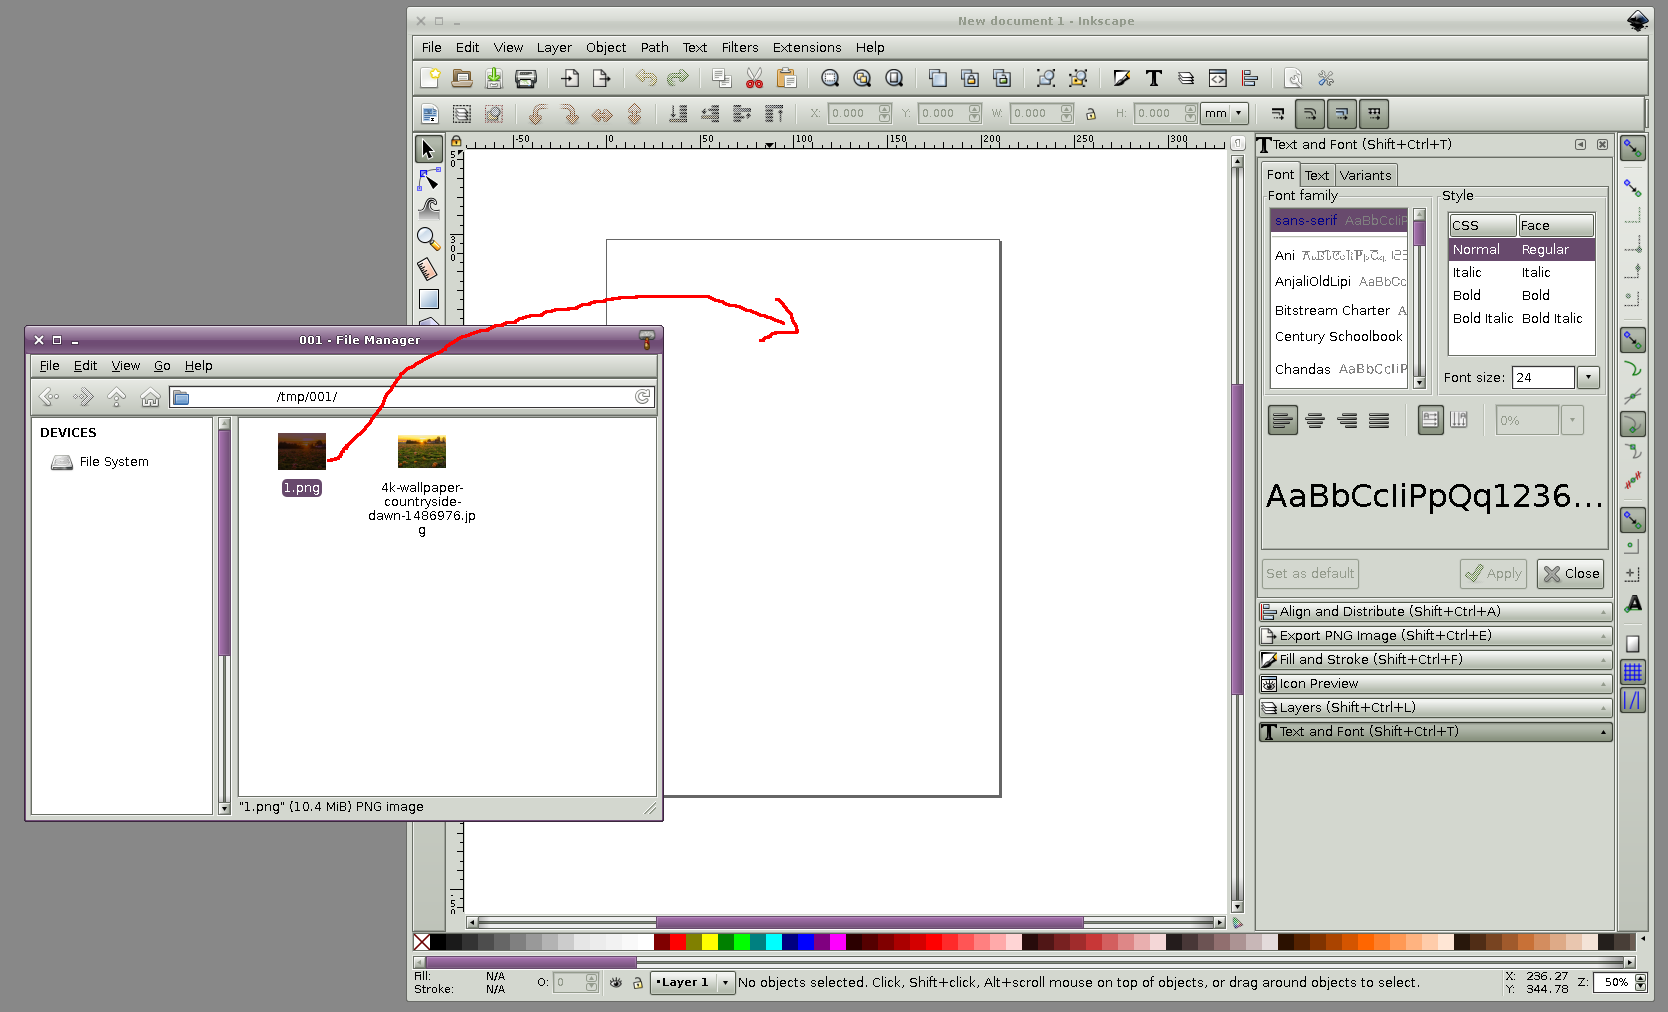 New document 1 - Inkscape
File Edit View Layer Object Path Text Filters Extensions Help
X: 0.000 Y: 0.000 W: 0.000 H: 0.000 mm
-50 0 50 100 150 200 250 300
Text and Font (Shift+Ctrl+T)
Font Text Variants
Font family
sans-serif AaBbCcIiP
Ani
AnjaliOldLipi AaBbCc
Bitstream Charter A
Century Schoolbook
Chandas AaBbCcIiP
Style
CSS Face
Normal Regular
Italic Italic
Bold Bold
Bold Italic Bold Italic
Font size: 24
0%
AaBbCcIiPpQq1236...
Set as default Apply Close
Align and Distribute (Shift+Ctrl+A)
Export PNG Image (Shift+Ctrl+E)
Fill and Stroke (Shift+Ctrl+F)
Icon Preview
Layers (Shift+Ctrl+L)
Text and Font (Shift+Ctrl+T)
001 - File Manager
File Edit View Go Help
/tmp/001/
DEVICES
File System
1.png
4k-wallpaper-
countryside-
dawn-1486976.jp
g
"1.png" (10.4 MiB) PNG image
Fill: N/A
Stroke: N/A
O: 0
•Layer 1
No objects selected. Click, Shift+click, Alt+scroll mouse on top of objects, or drag around objects to select.
X: 236.27
Y: 344.78
Z: 50%